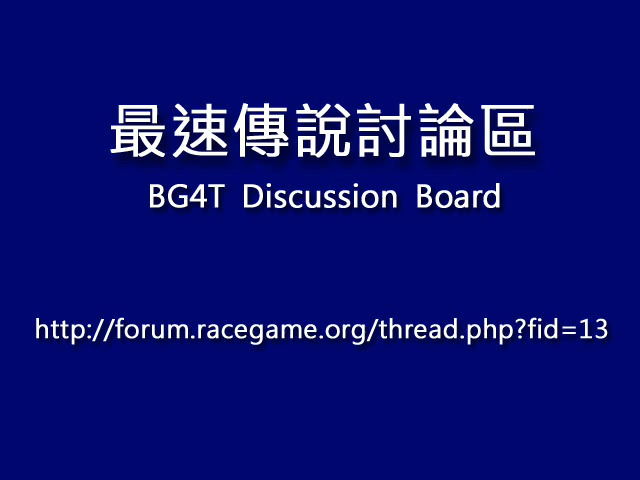 最速傳說討論區
BG4T Discussion Board
http://forum.racegame.org/thread.php?fid=13